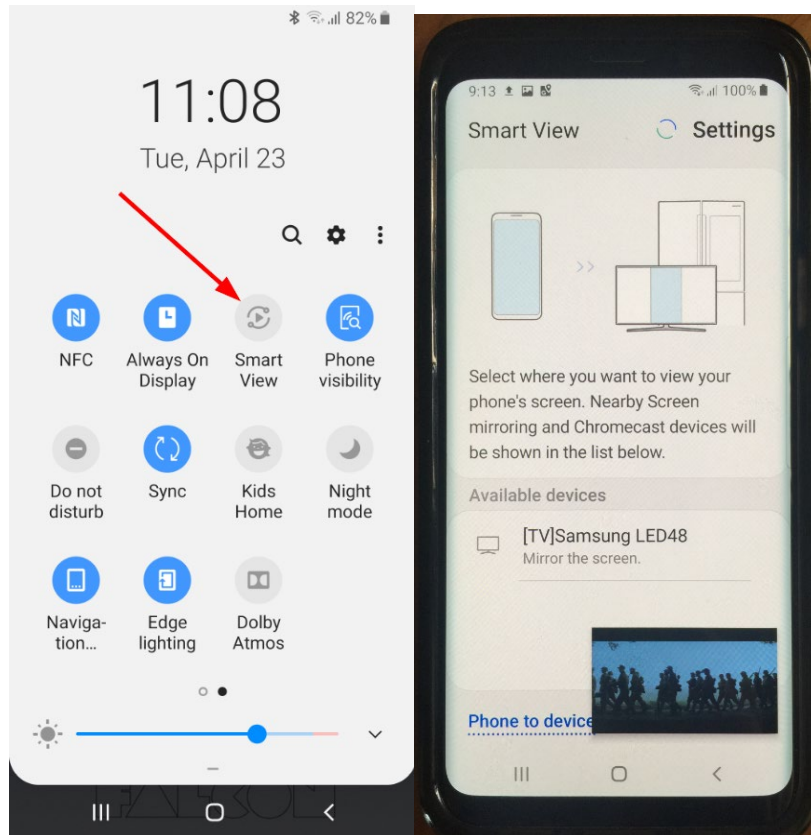 82%
11:08
Tue, April 23
NFC
Always On
Display
Smart
View
Phone
visibility
Do not
disturb
Sync
Kids
Home
Night
mode
Naviga-
tion...
Edge
lighting
Dolby
Atmos
9:13
100%
Smart View
Settings
Select where you want to view your
phone's screen. Nearby Screen
mirroring and Chromecast devices will
be shown in the list below.
Available devices
[TV]Samsung LED48
Mirror the screen.
Phone to device